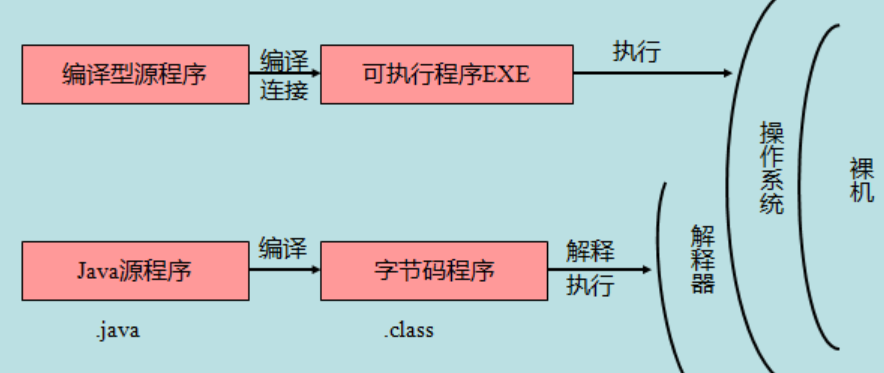 编译型源程序
编译
连接
可执行程序EXE
执行
操作系统
裸机
解释器
Java源程序
编译
字节码程序
解释
执行
.java
.class